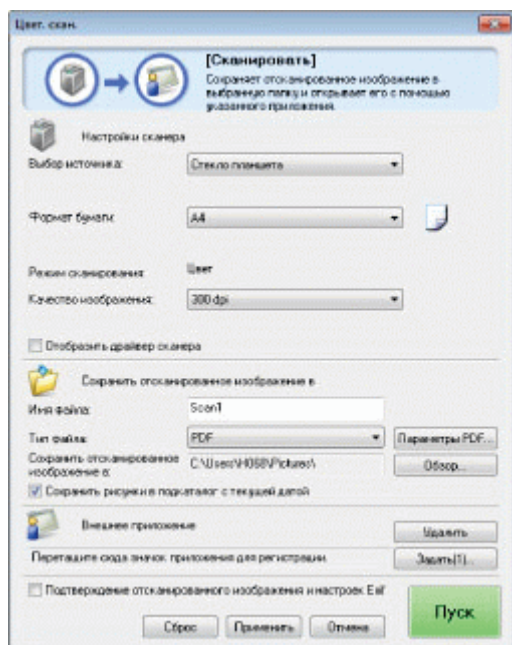 Цвет. скан.
[Сканировать]
Сохраняет отсканированное изображение в
выбранную папку и открывает его с помощью
указанного приложения.
Настройки сканера
Выбор источника: Стекло планшета
Формат бумаги: A4
Режим сканирования: Цвет
Качество изображения: 300 dpi
Отобразить драйвер сканера
Сохранить отсканированное изображение в
Имя файла: Scan1
Тип файла: PDF Параметры PDF...
Сохранить отсканированное
изображение в: C:\Users\HOSB\Pictures\ Обзор...
Сохранить рисунки в подкаталог с текущей датой
Внешнее приложение Удалить
Перетащите сюда значок приложения для регистрации. Задать(1)...
Подтверждение отсканированного изображения и настроек Exif
Сброс Применить Отмена Пуск